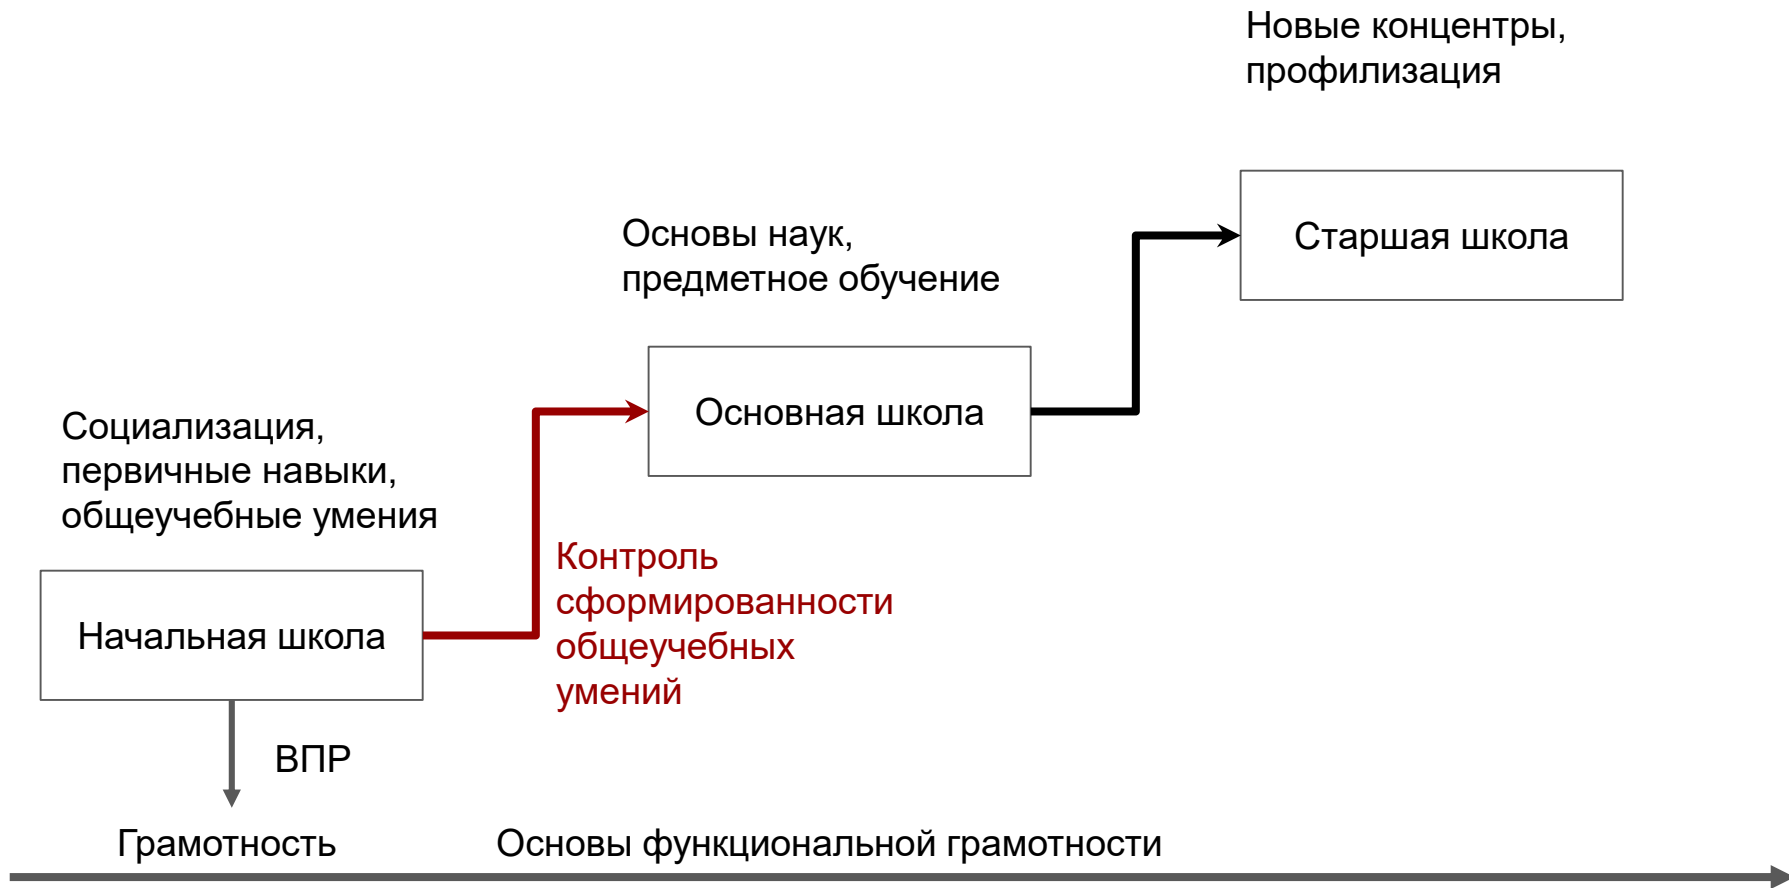 Новые концентры,
профилизация
Старшая школа
Основы наук,
предметное обучение
Основная школа
Социализация,
первичные навыки,
общеучебные умения
Начальная школа
Контроль
сформированности
общеучебных
умений
ВПР
Грамотность
Основы функциональной грамотности